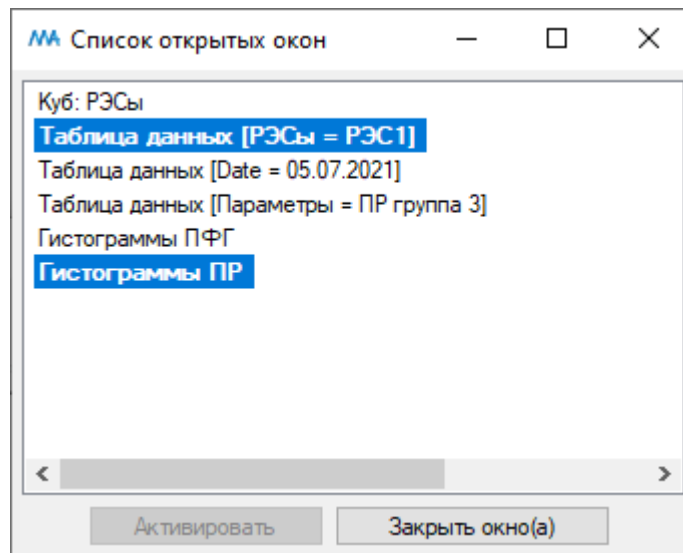 Список открытых окон
Куб: РЭСы
Таблица данных [РЭСы = РЭС1]
Таблица данных [Date = 05.07.2021]
Таблица данных [Параметры = ПР группа 3]
Гистограммы ПФГ
Гистограммы ПР
Активировать
Закрыть окно(а)